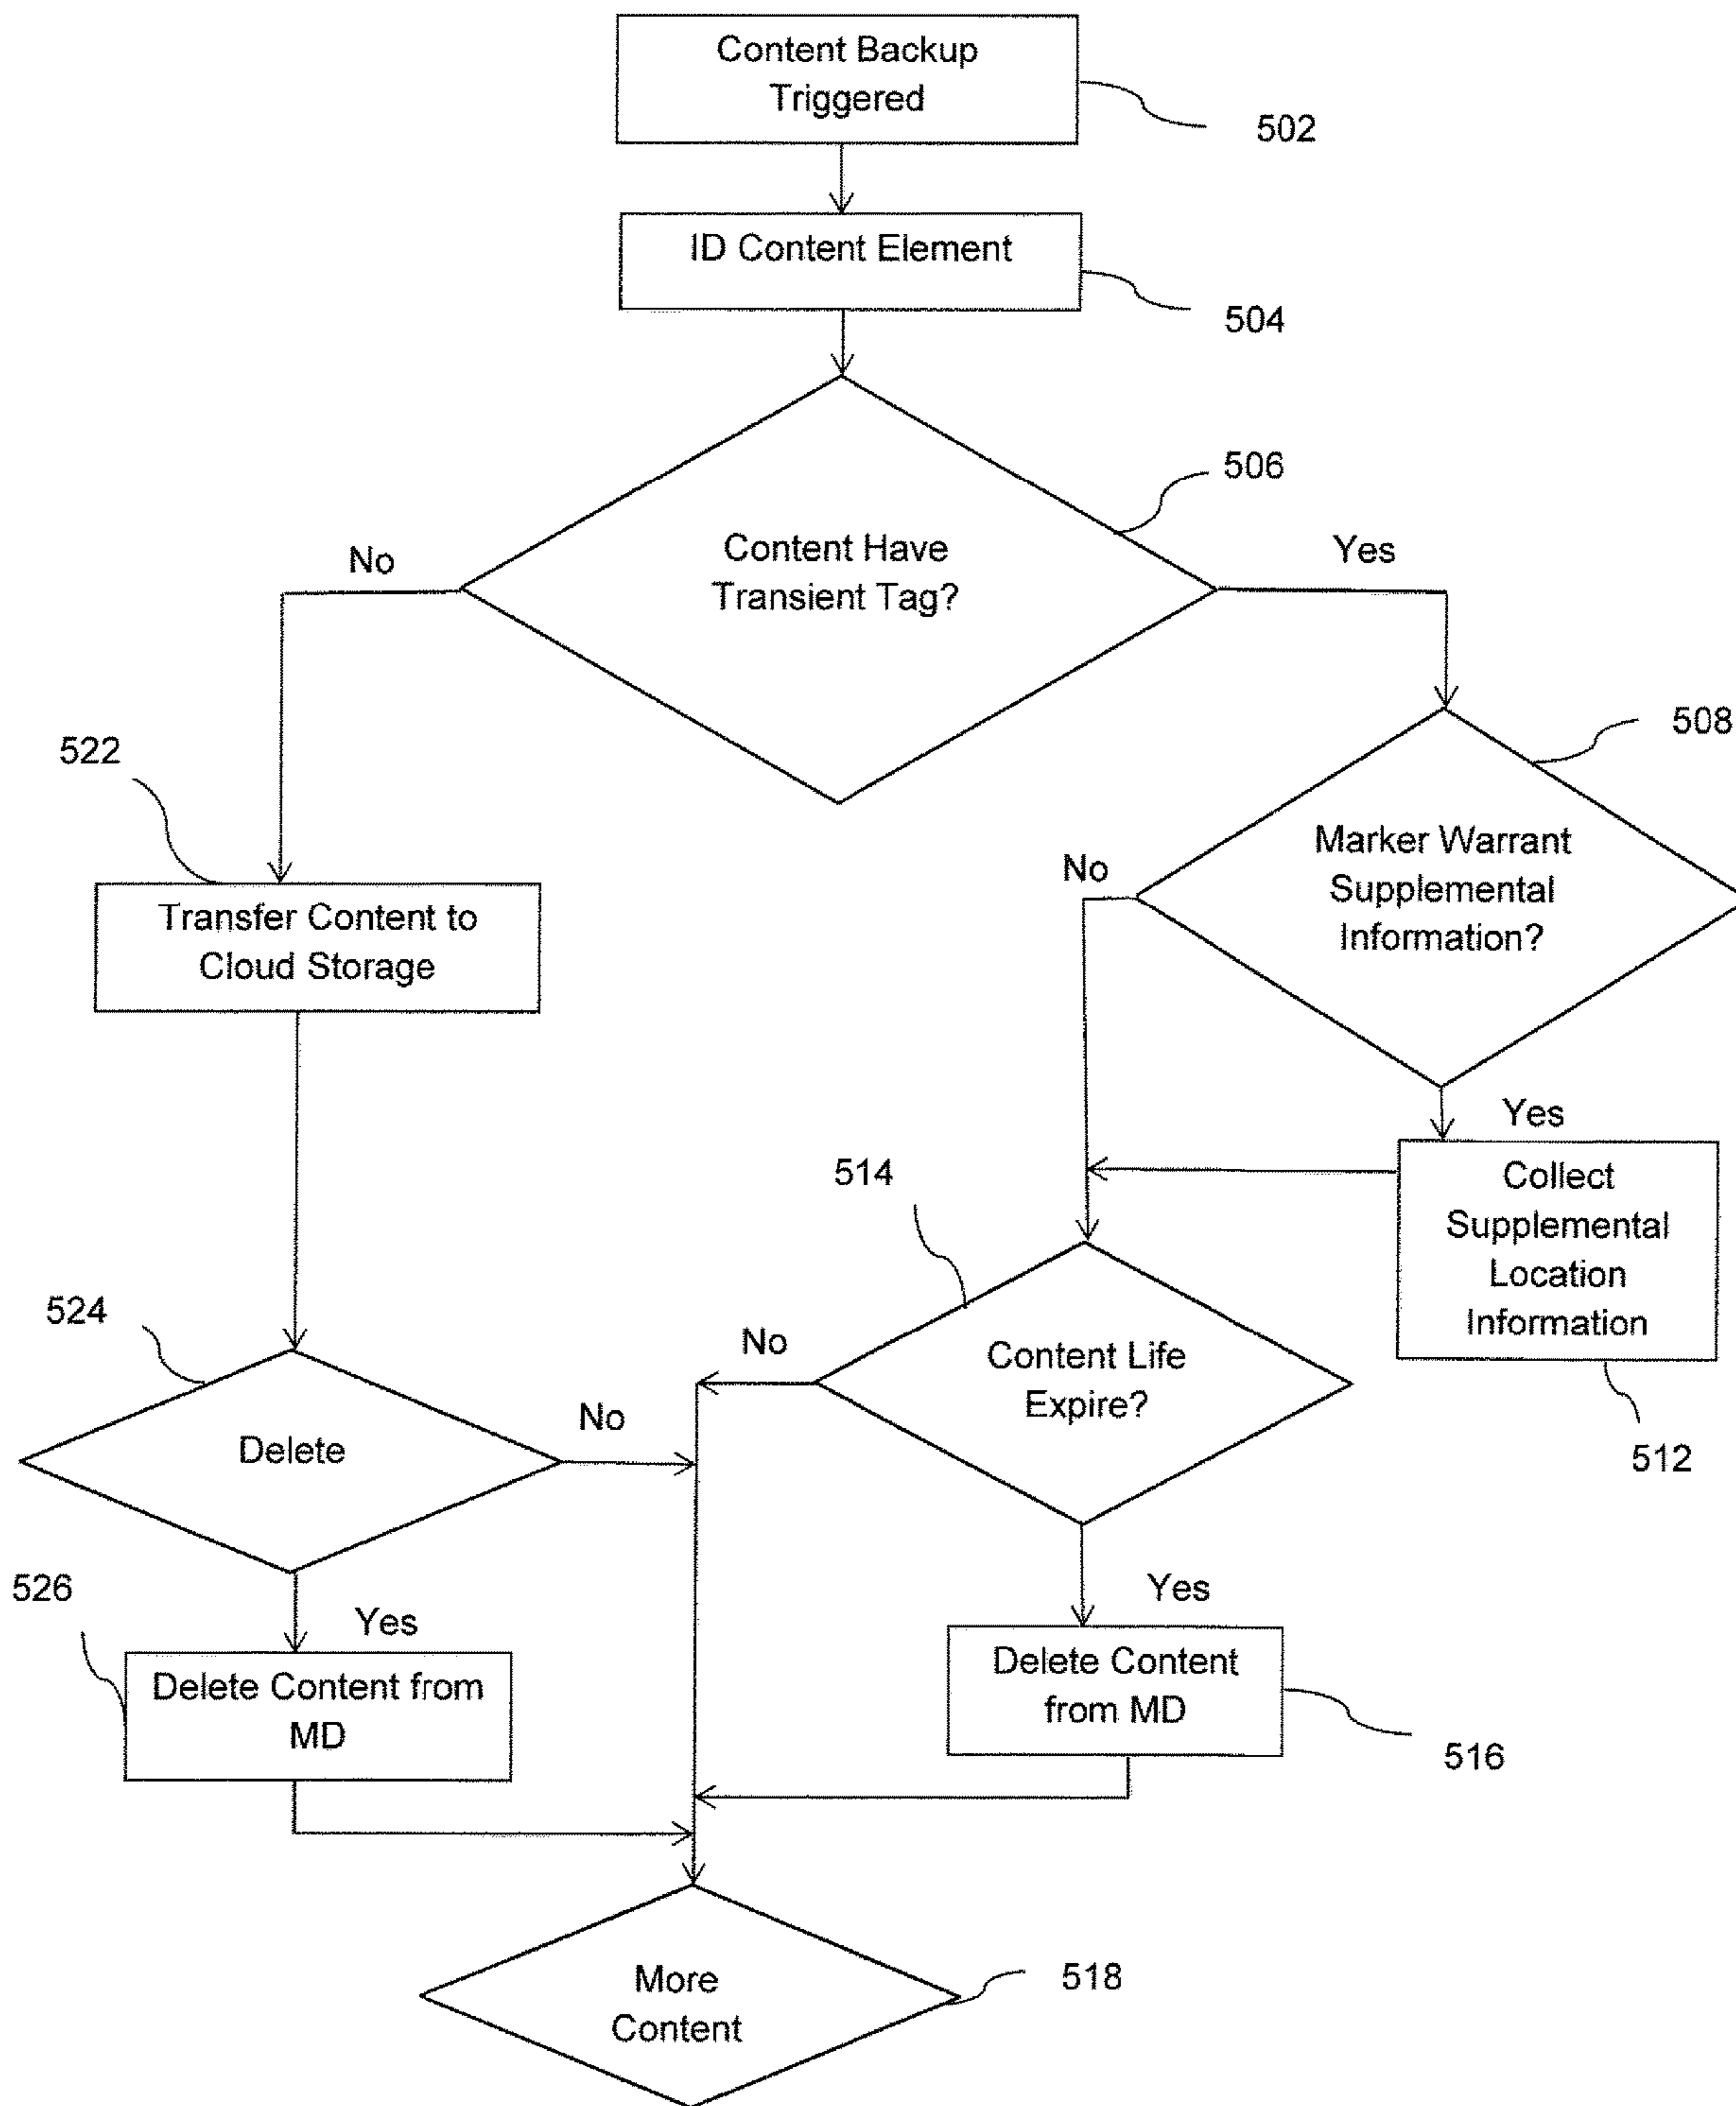 Content Backup
Triggered
502
ID Content Element
504
506
Content Have
Transient Tag?
No
Yes
508
522
Marker Warrant
Supplemental
Information?
No
Transfer Content to
Cloud Storage
Yes
514
Collect
Supplemental
Location
Information
512
524
No
Content Life
Expire?
Delete
No
526
Yes
Yes
Delete Content from
MD
Delete Content
from MD
516
More
Content
518